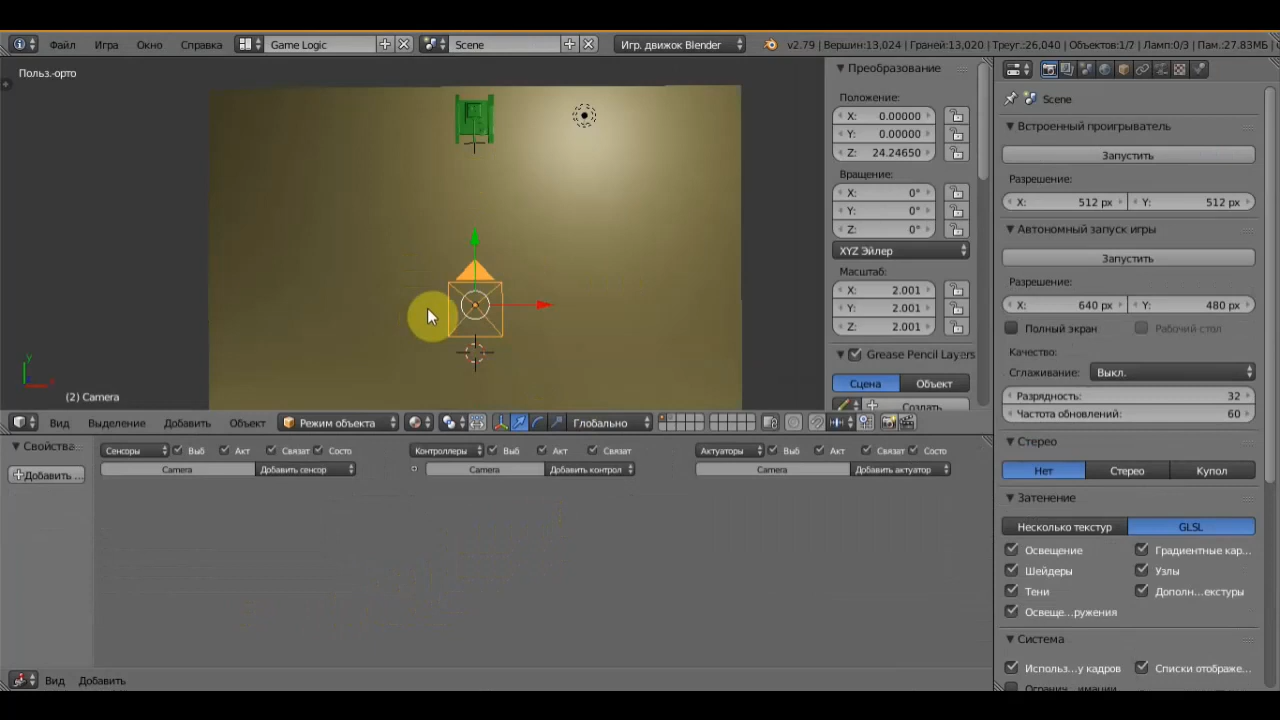 Файл Игра Окно Справка Game Logic Scene Игр. движок Blender v2.79 | Вершин:13,024 | Граней:13,020 | Треуг.:26,040 | Объектов:1/7 | Ламп:0/3 | Пам.:27.83МБ
Польз.-орто
(2) Camera
Вид Выделение Добавить Объект Режим объекта Глобально
Преобразование
Положение:
X: 0.00000
Y: 0.00000
Z: 24.24650
Вращение:
X: 0°
Y: 0°
Z: 0°
XYZ Эйлер
Масштаб:
X: 2.001
Y: 2.001
Z: 2.001
Grease Pencil Layers
Сцена Объект
Создать
Scene
Встроенный проигрыватель
Запустить
Разрешение:
X: 512 px Y: 512 px
Автономный запуск игры
Запустить
Разрешение:
X: 640 px Y: 480 px
Полный экран Рабочий стол
Качество:
Сглаживание: Выкл.
Разрядность: 32
Частота обновлений: 60
Стерео
Нет Стерео Купол
Затенение
Несколько текстур GLSL
Освещение Градиентные кар...
Шейдеры Узлы
Тени Дополн...екстуры
Освеще...ружения
Система
Использ...у кадров Списки отображе...
Огранич...имации
Свойства
Добавить ...
Сенсоры Выб Акт Связат Состо
Camera Добавить сенсор
Контроллеры Выб Акт Связат
Camera Добавить контрол
Актуаторы Выб Акт Связат Состо
Camera Добавить актуатор
Вид Добавить
y